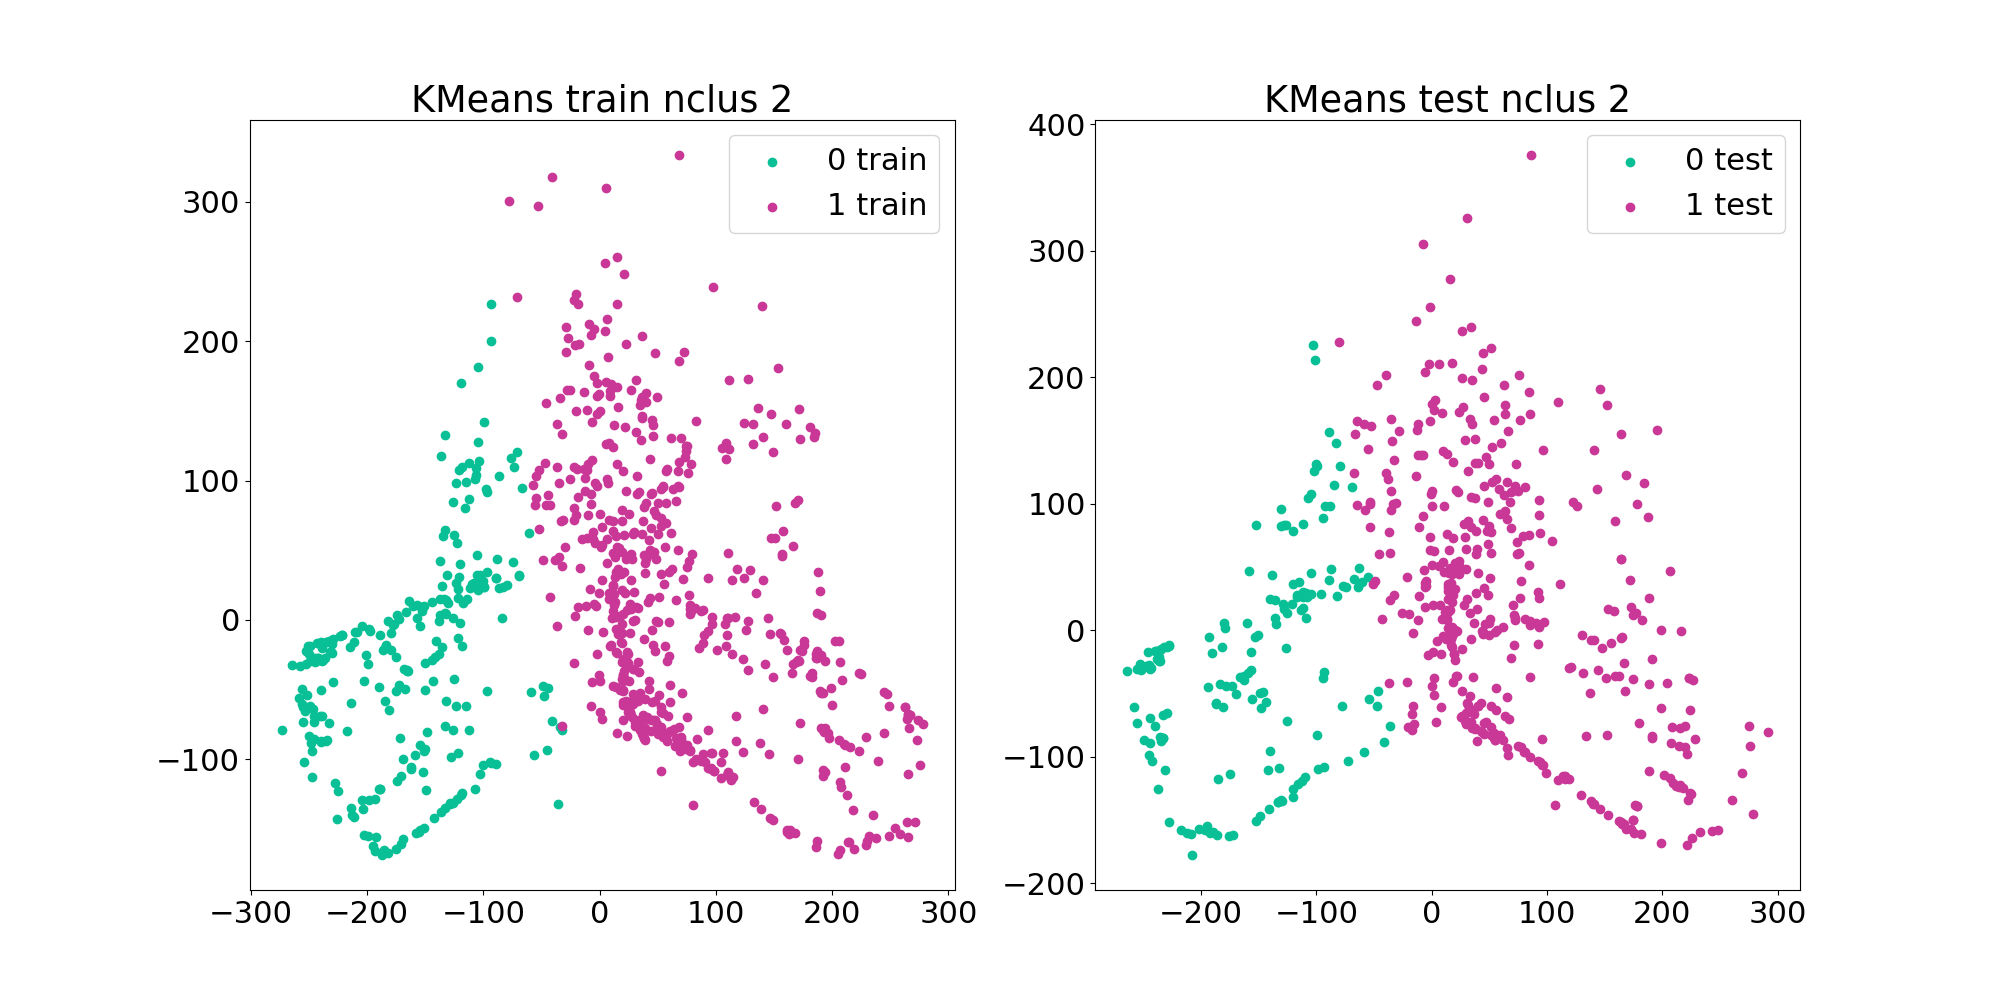 KMeans train nclus 2
0 train
1 train
300
200
100
0
−100
−300 −200 −100 0 100 200 300
KMeans test nclus 2
0 test
1 test
400
300
200
100
0
−100
−200
−200 −100 0 100 200 300